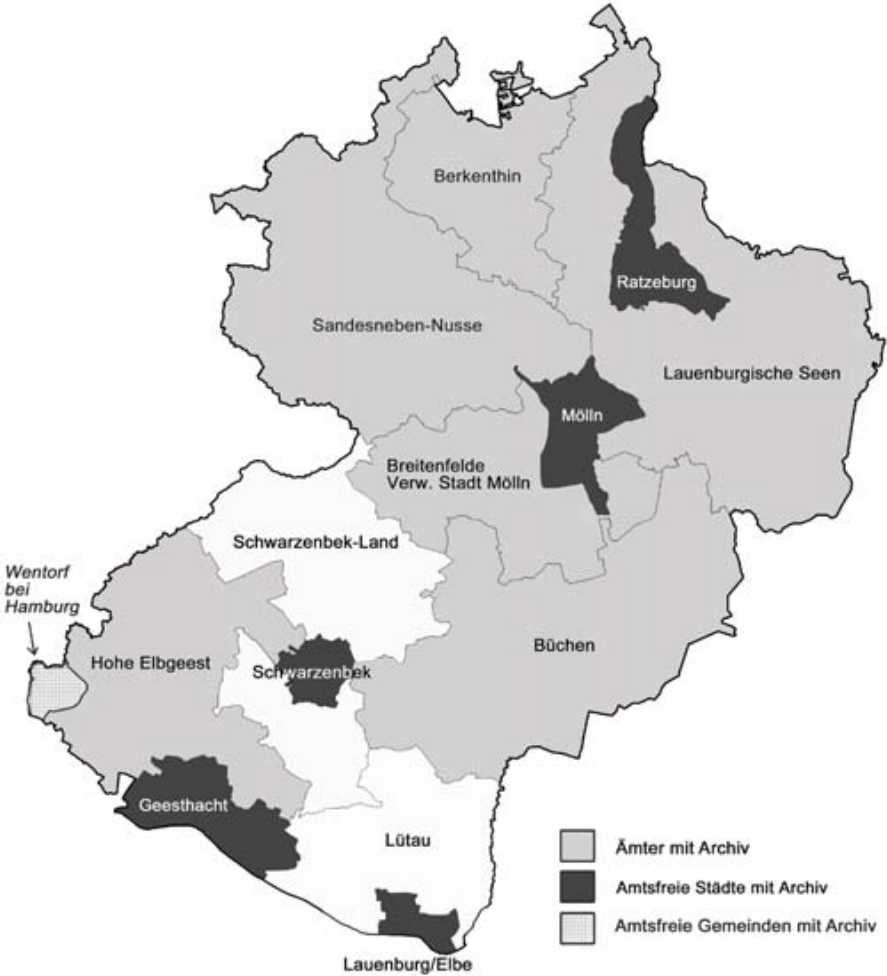 Berkenthin
Ratzeburg
Sandesneben-Nusse
Lauenburgische Seen
Mölln
Breitenfelde
Verw. Stadt Mölln
Schwarzenbek-Land
Wentorf
bei
Hamburg
Büchen
Hohe Elbgeest
Schwarzenbek
Geesthacht
Lütau
Ämter mit Archiv
Amtsfreie Städte mit Archiv
Amtsfreie Gemeinden mit Archiv
Lauenburg/Elbe